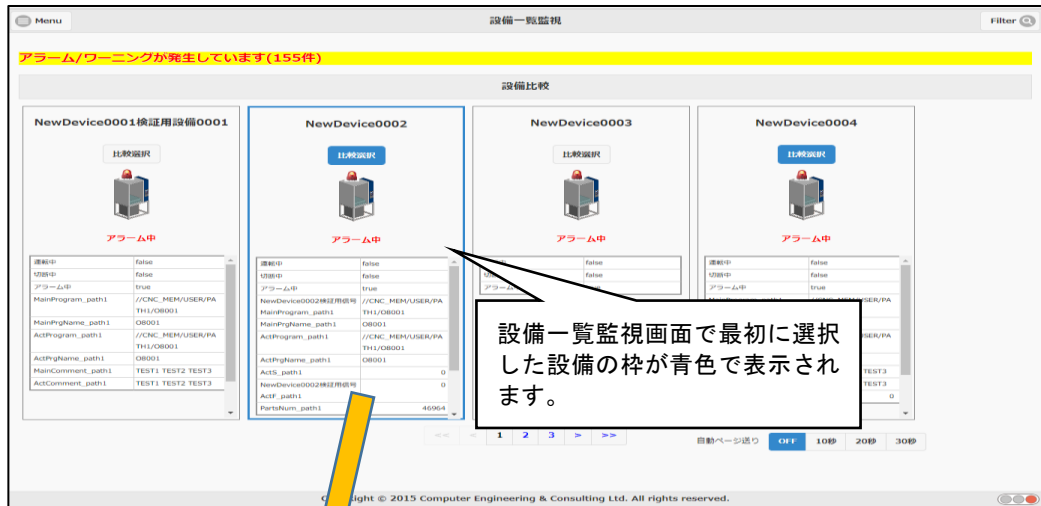 Menu
設備一覧監視
Filter
アラーム/ワーニングが発生しています(155件)
設備比較
NewDevice0001検証用設備0001
比較選択
アラーム中
運転中 false
切断中 false
アラーム中 true
MainProgram_path1 //CNC_MEM/USER/PA
TH1/O8001
MainPrgName_path1 O8001
ActProgram_path1 //CNC_MEM/USER/PA
TH1/O8001
ActPrgName_path1 O8001
MainComment_path1 TEST1 TEST2 TEST3
ActComment_path1 TEST1 TEST2 TEST3
NewDevice0002
比較選択
アラーム中
運転中 false
切断中 false
アラーム中 true
NewDevice0002検証用信号 //CNC_MEM/USER/PA
MainProgram_path1 TH1/O8001
MainPrgName_path1 O8001
ActProgram_path1 //CNC_MEM/USER/PA
TH1/O8001
ActPrgName_path1 O8001
ActS_path1 0
NewDevice0002検証用信号 0
ActF_path1
PartsNum_path1 46964
NewDevice0003
比較選択
アラーム中
false
false
NewDevice0004
比較選択
アラーム中
運転中 false
切断中 false
アラーム中 true
TEST3
0
設備一覧監視画面で最初に選択
した設備の枠が青色で表示され
ます。
<< < 1 2 3 > >>
自動ページ送り OFF 10秒 20秒 30秒
ight © 2015 Computer Engineering & Consulting Ltd. All rights reserved.